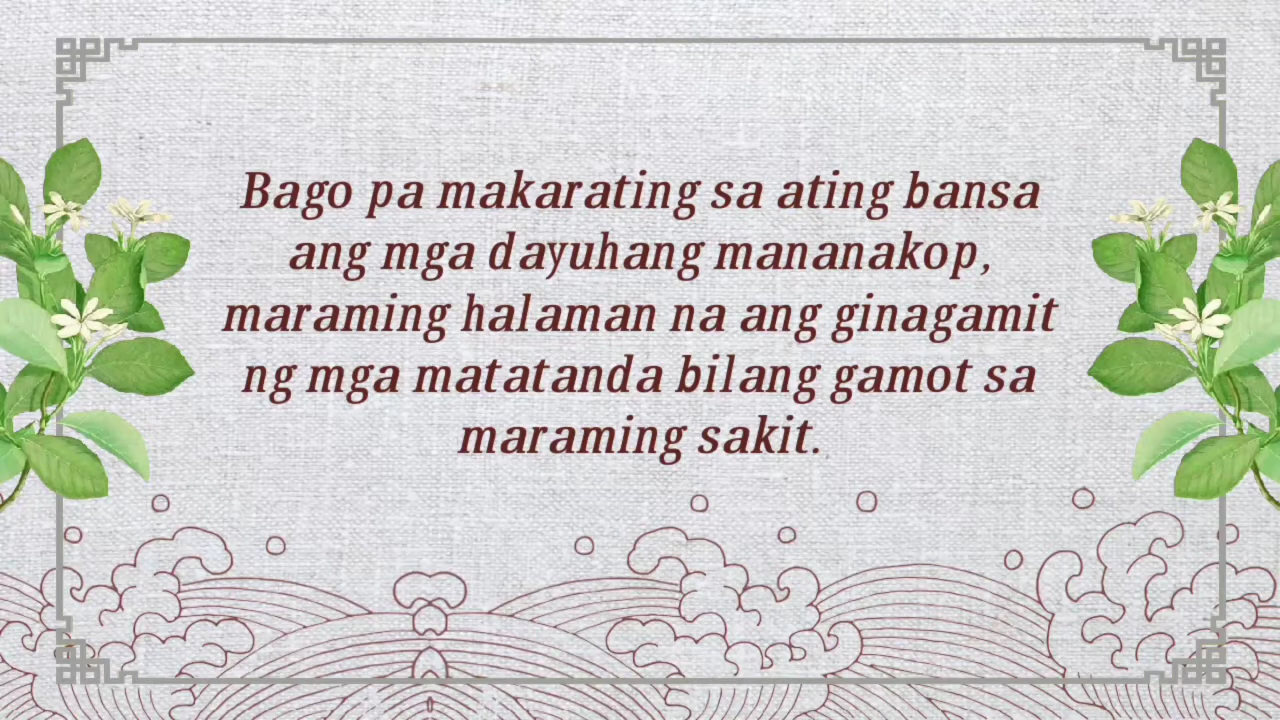 Bago pa makarating sa ating bansa
ang mga dayuhang mananakop,
maraming halaman na ang ginagamit
ng mga matatanda bilang gamot sa
maraming sakit.